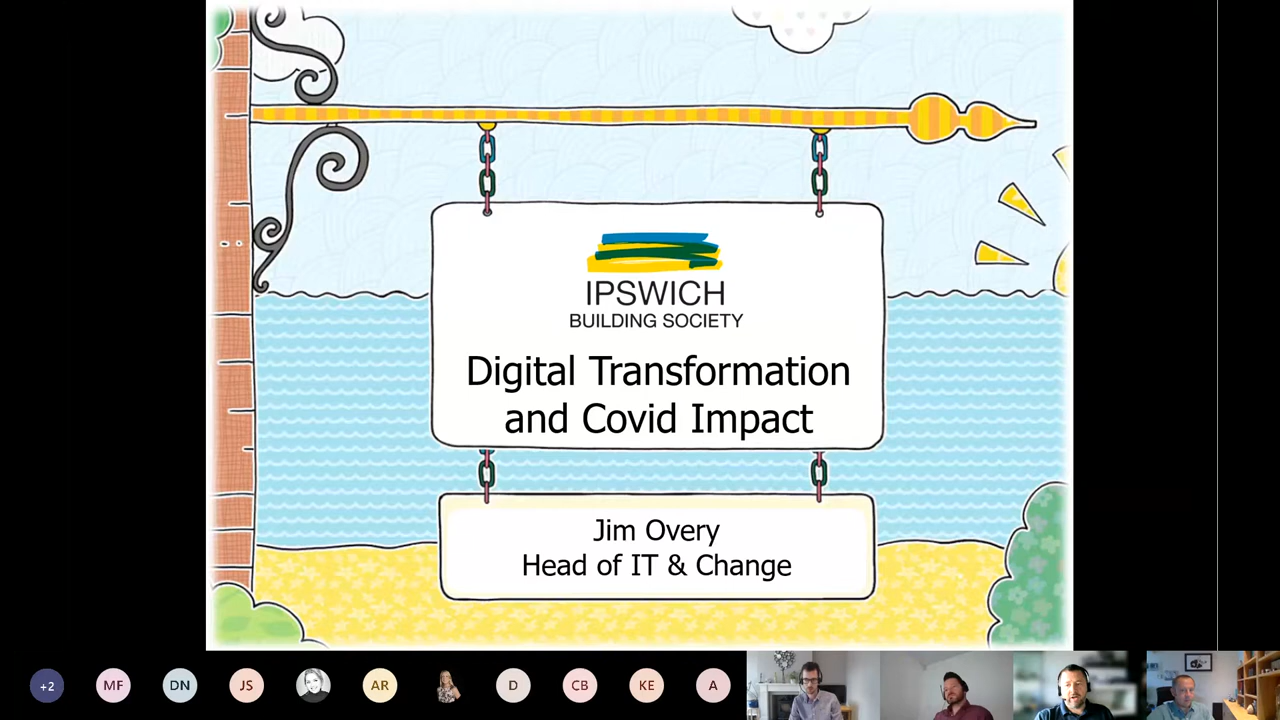 IPSWICH
BUILDING SOCIETY
Digital Transformation
and Covid Impact
Jim Overy
Head of IT & Change
+2
MF
DN
JS
AR
D
CB
KE
A